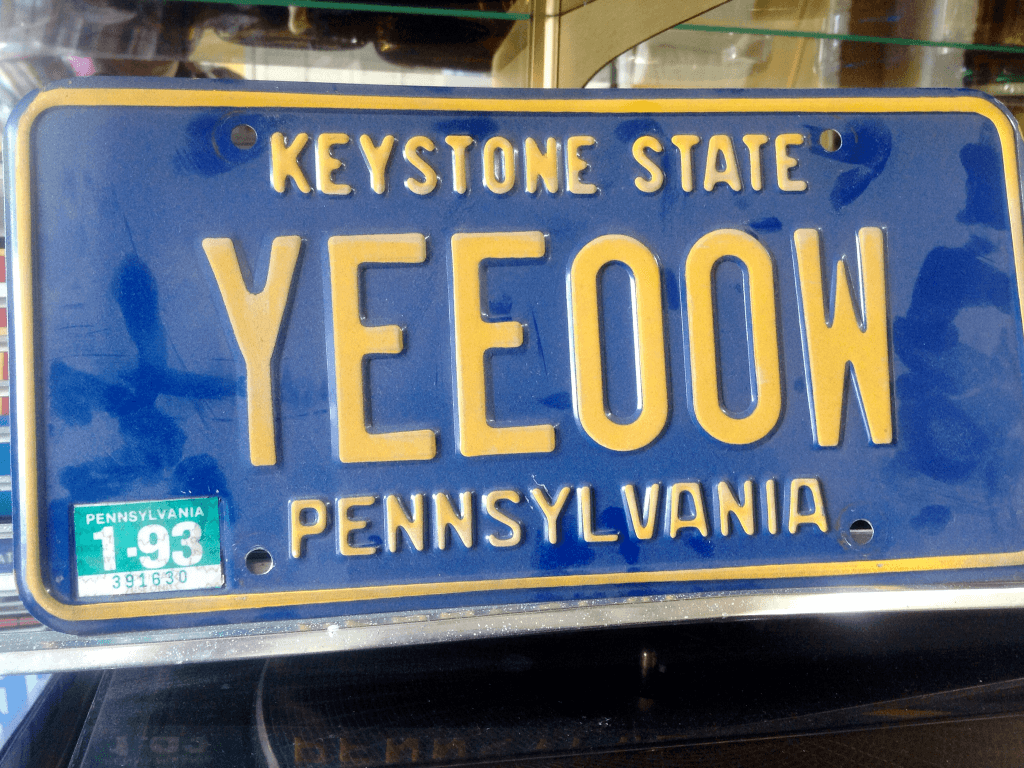 KEYSTONE STATE
YEEOOW
PENNSYLVANIA
PENNSYLVANIA
1-93
391630